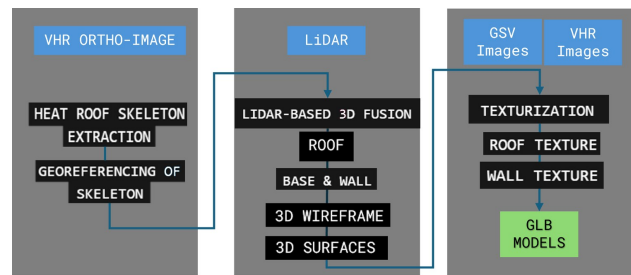 VHR ORTHO-IMAGE
HEAT ROOF SKELETON
EXTRACTION
GEOREFERENCING OF
SKELETON
LiDAR
LIDAR-BASED 3D FUSION
ROOF
BASE & WALL
3D WIREFRAME
3D SURFACES
GSV
Images
VHR
Images
TEXTURIZATION
ROOF TEXTURE
WALL TEXTURE
GLB
MODELS